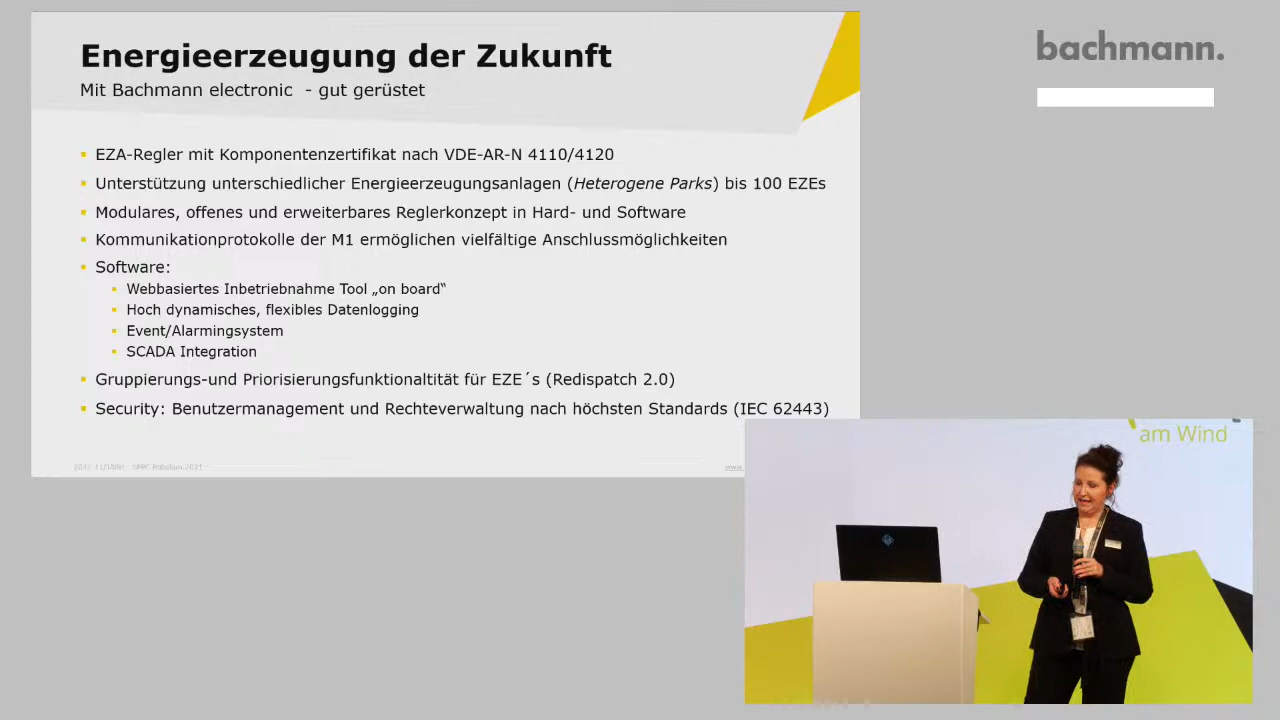 Energieerzeugung der Zukunft
Mit Bachmann electronic - gut gerüstet
EZA-Regler mit Komponentenzertifikat nach VDE-AR-N 4110/4120
Unterstützung unterschiedlicher Energieerzeugungsanlagen (Heterogene Parks) bis 100 EZEs
Modulares, offenes und erweiterbares Reglerkonzept in Hard- und Software
Kommunikationprotokolle der M1 ermöglichen vielfältige Anschlussmöglichkeiten
Software:
Webbasiertes Inbetriebnahme Tool „on board“
Hoch dynamisches, flexibles Datenlogging
Event/Alarmingsystem
SCADA Integration
Gruppierungs-und Priorisierungsfunktionaltität für EZE´s (Redispatch 2.0)
Security: Benutzermanagement und Rechteverwaltung nach höchsten Standards (IEC 62443)
www.
bachmann.
am Wind